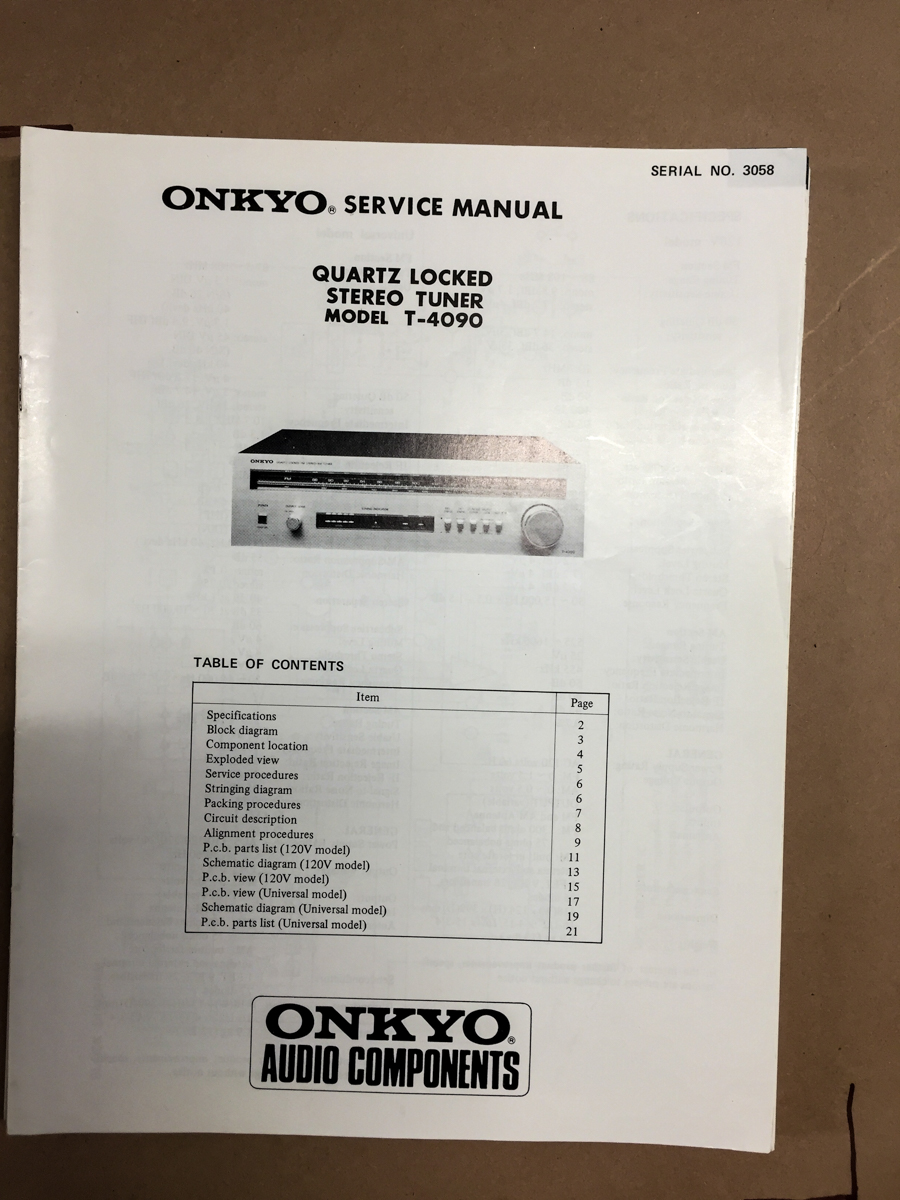 SERIAL NO. 3058
ONKYO® SERVICE MANUAL
QUARTZ LOCKED
STEREO TUNER
MODEL T-4090
ONKYO
TABLE OF CONTENTS
Item Page
Specifications 2
Block diagram 3
Component location 4
Exploded view 5
Service procedures 6
Stringing diagram 6
Packing procedures 7
Circuit description 8
Alignment procedures 9
P.c.b. parts list (120V model) 11
Schematic diagram (120V model) 13
P.c.b. view (120V model) 15
P.c.b. view (Universal model) 17
Schematic diagram (Universal model) 19
P.c.b. parts list (Universal model) 21
ONKYO®
AUDIO COMPONENTS